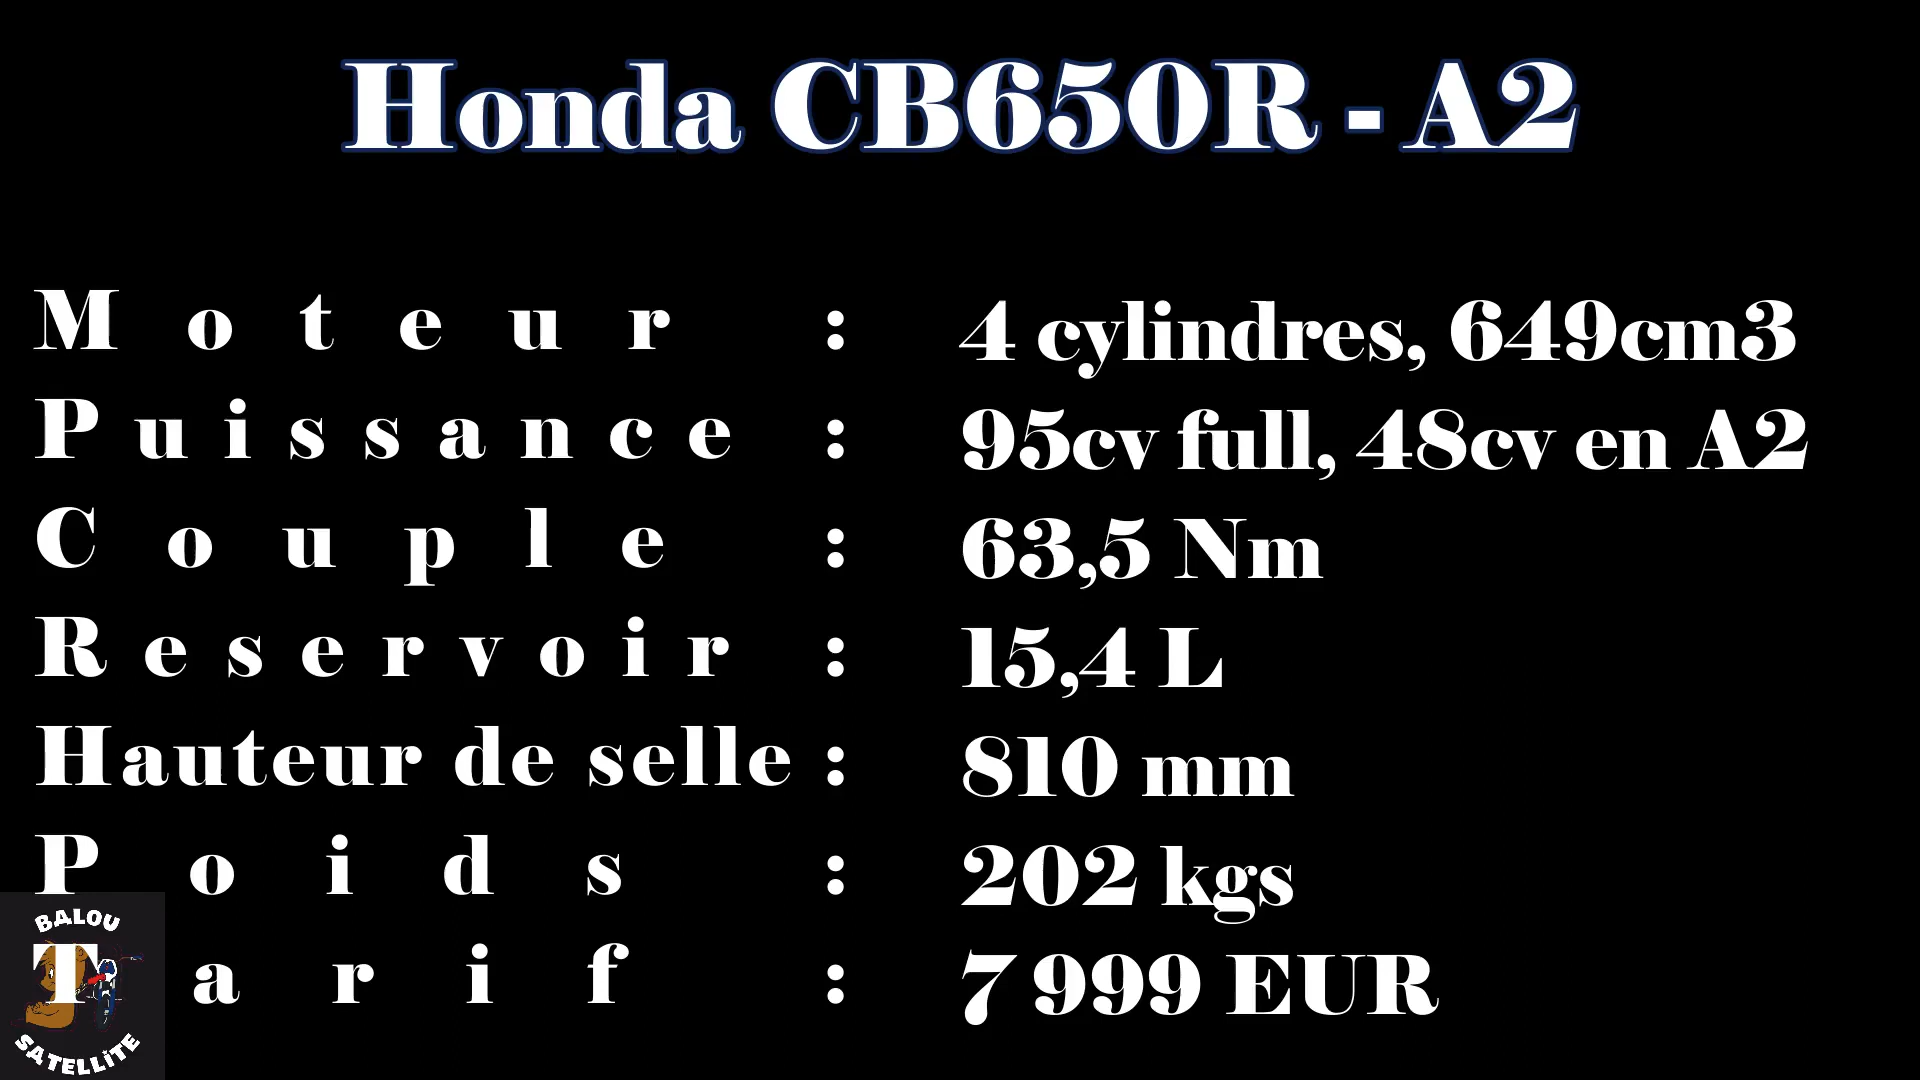 Honda CB650R - A2
Moteur : 4 cylindres, 649cm3
Puissance : 95cv full, 48cv en A2
Couple : 63,5 Nm
Reservoir : 15,4 L
Hauteur de selle : 810 mm
Poids : 202 kgs
Tarif : 7 999 EUR
BALOU
SATELLiTE